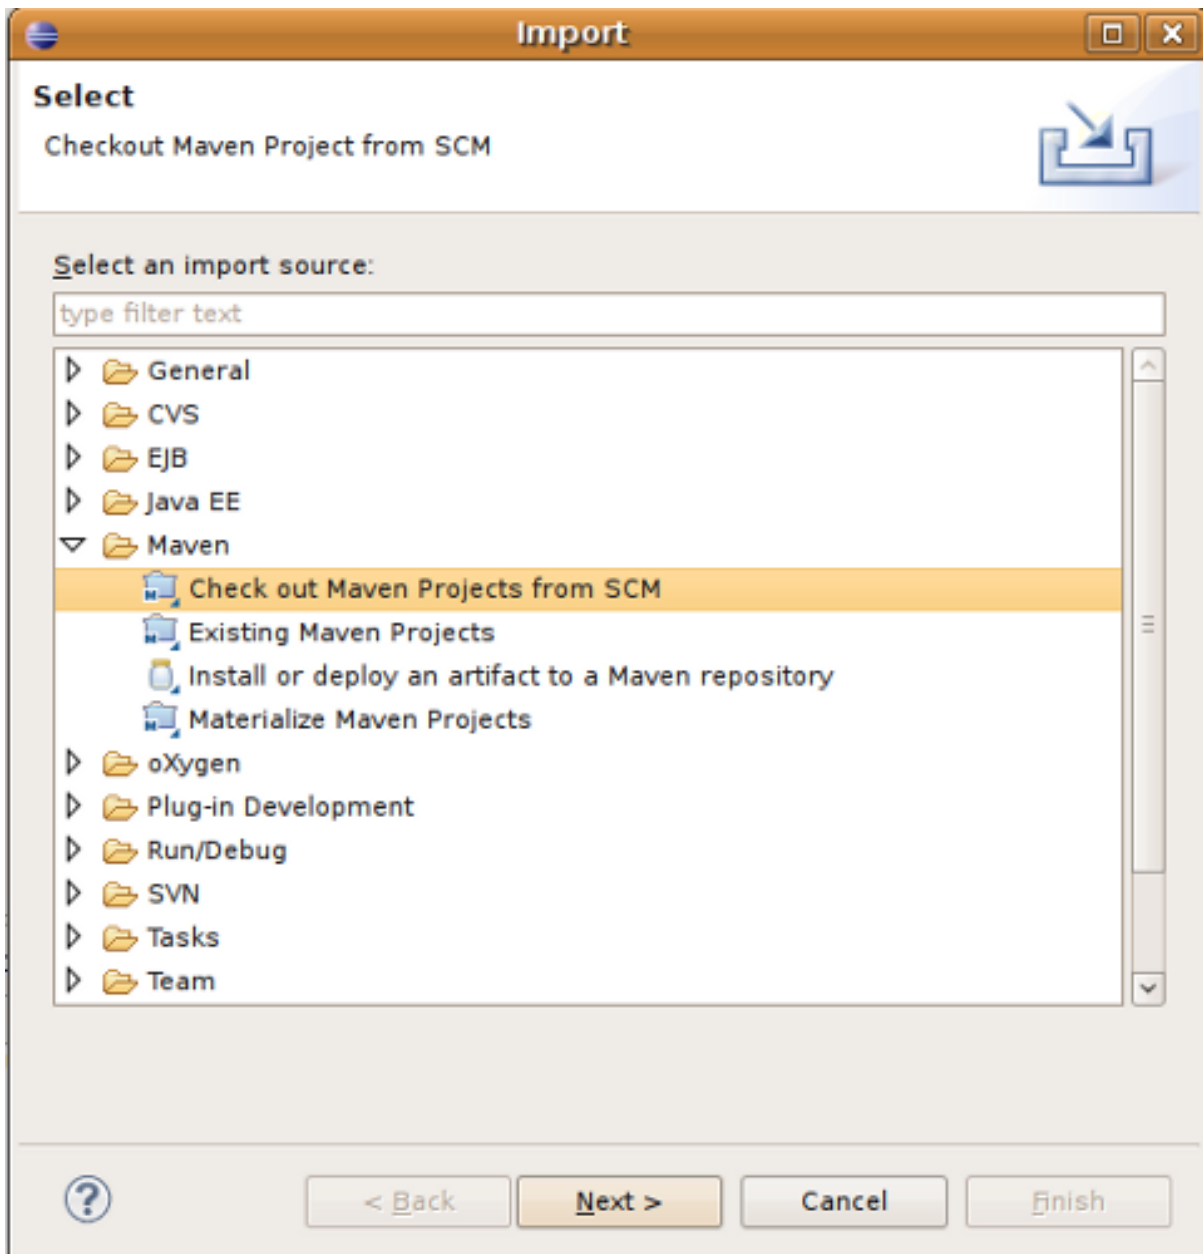 Import
Select
Checkout Maven Project from SCM
Select an import source:
type filter text
General
CVS
EJB
Java EE
Maven
Check out Maven Projects from SCM
Existing Maven Projects
Install or deploy an artifact to a Maven repository
Materialize Maven Projects
oXygen
Plug-in Development
Run/Debug
SVN
Tasks
Team
? < Back Next > Cancel Finish